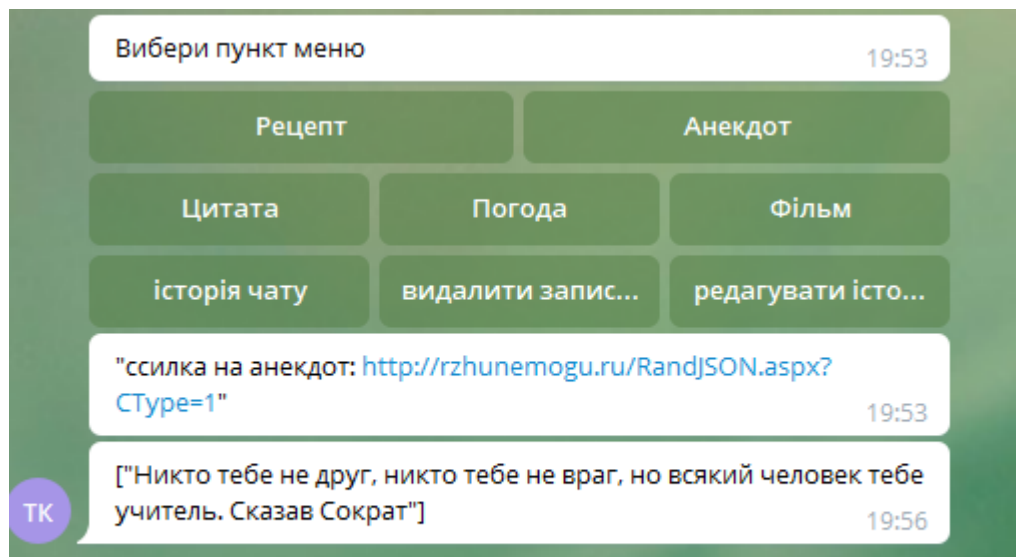 Вибери пункт меню
19:53
Рецепт Анекдот
Цитата Погода Фільм
історія чату видалити запис... редагувати істо...
"ссилка на анекдот: http://rzhunemogu.ru/RandJSON.aspx?
CType=1"
19:53
["Никто тебе не друг, никто тебе не враг, но всякий человек тебе
учитель. Сказав Сократ"]
ТК
19:56